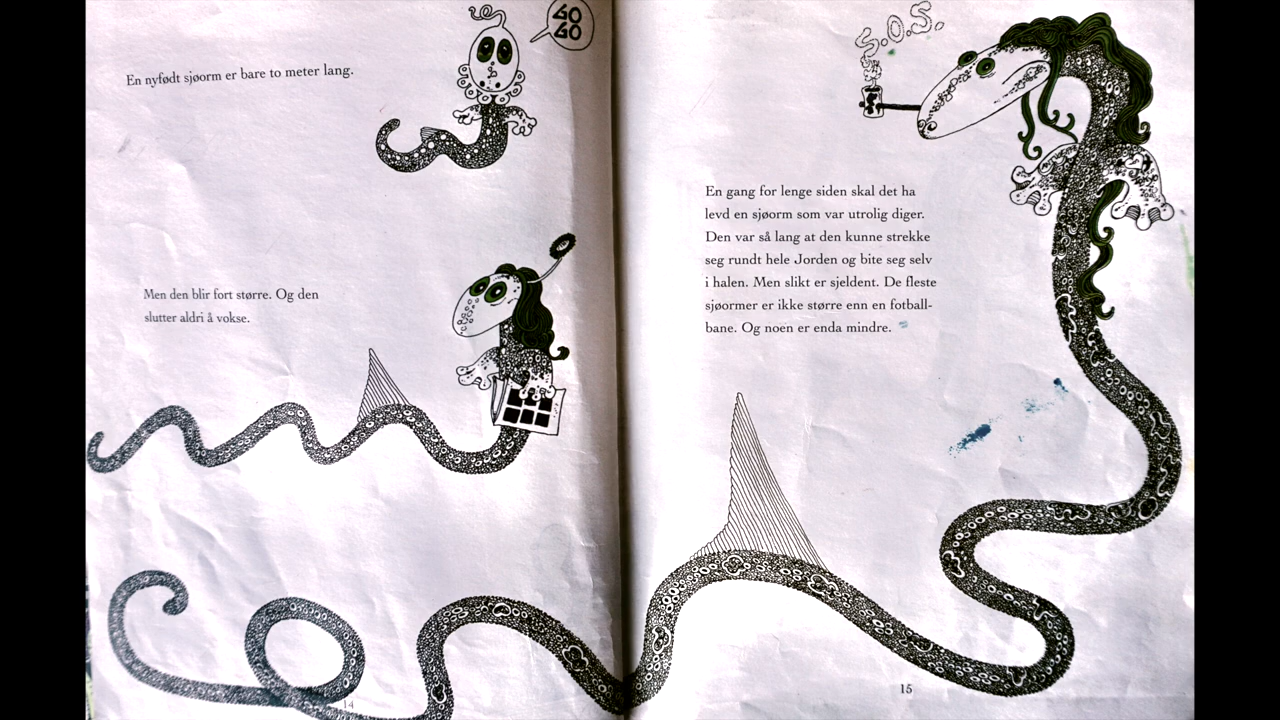 En nyfødt sjøorm er bare to meter lang.
GO
GO
Men den blir fort større. Og den
slutter aldri å vokse.
14
S.O.S.
En gang for lenge siden skal det ha
levd en sjøorm som var utrolig diger.
Den var så lang at den kunne strekke
seg rundt hele Jorden og bite seg selv
i halen. Men slikt er sjeldent. De fleste
sjøormer er ikke større enn en fotball-
bane. Og noen er enda mindre.
15